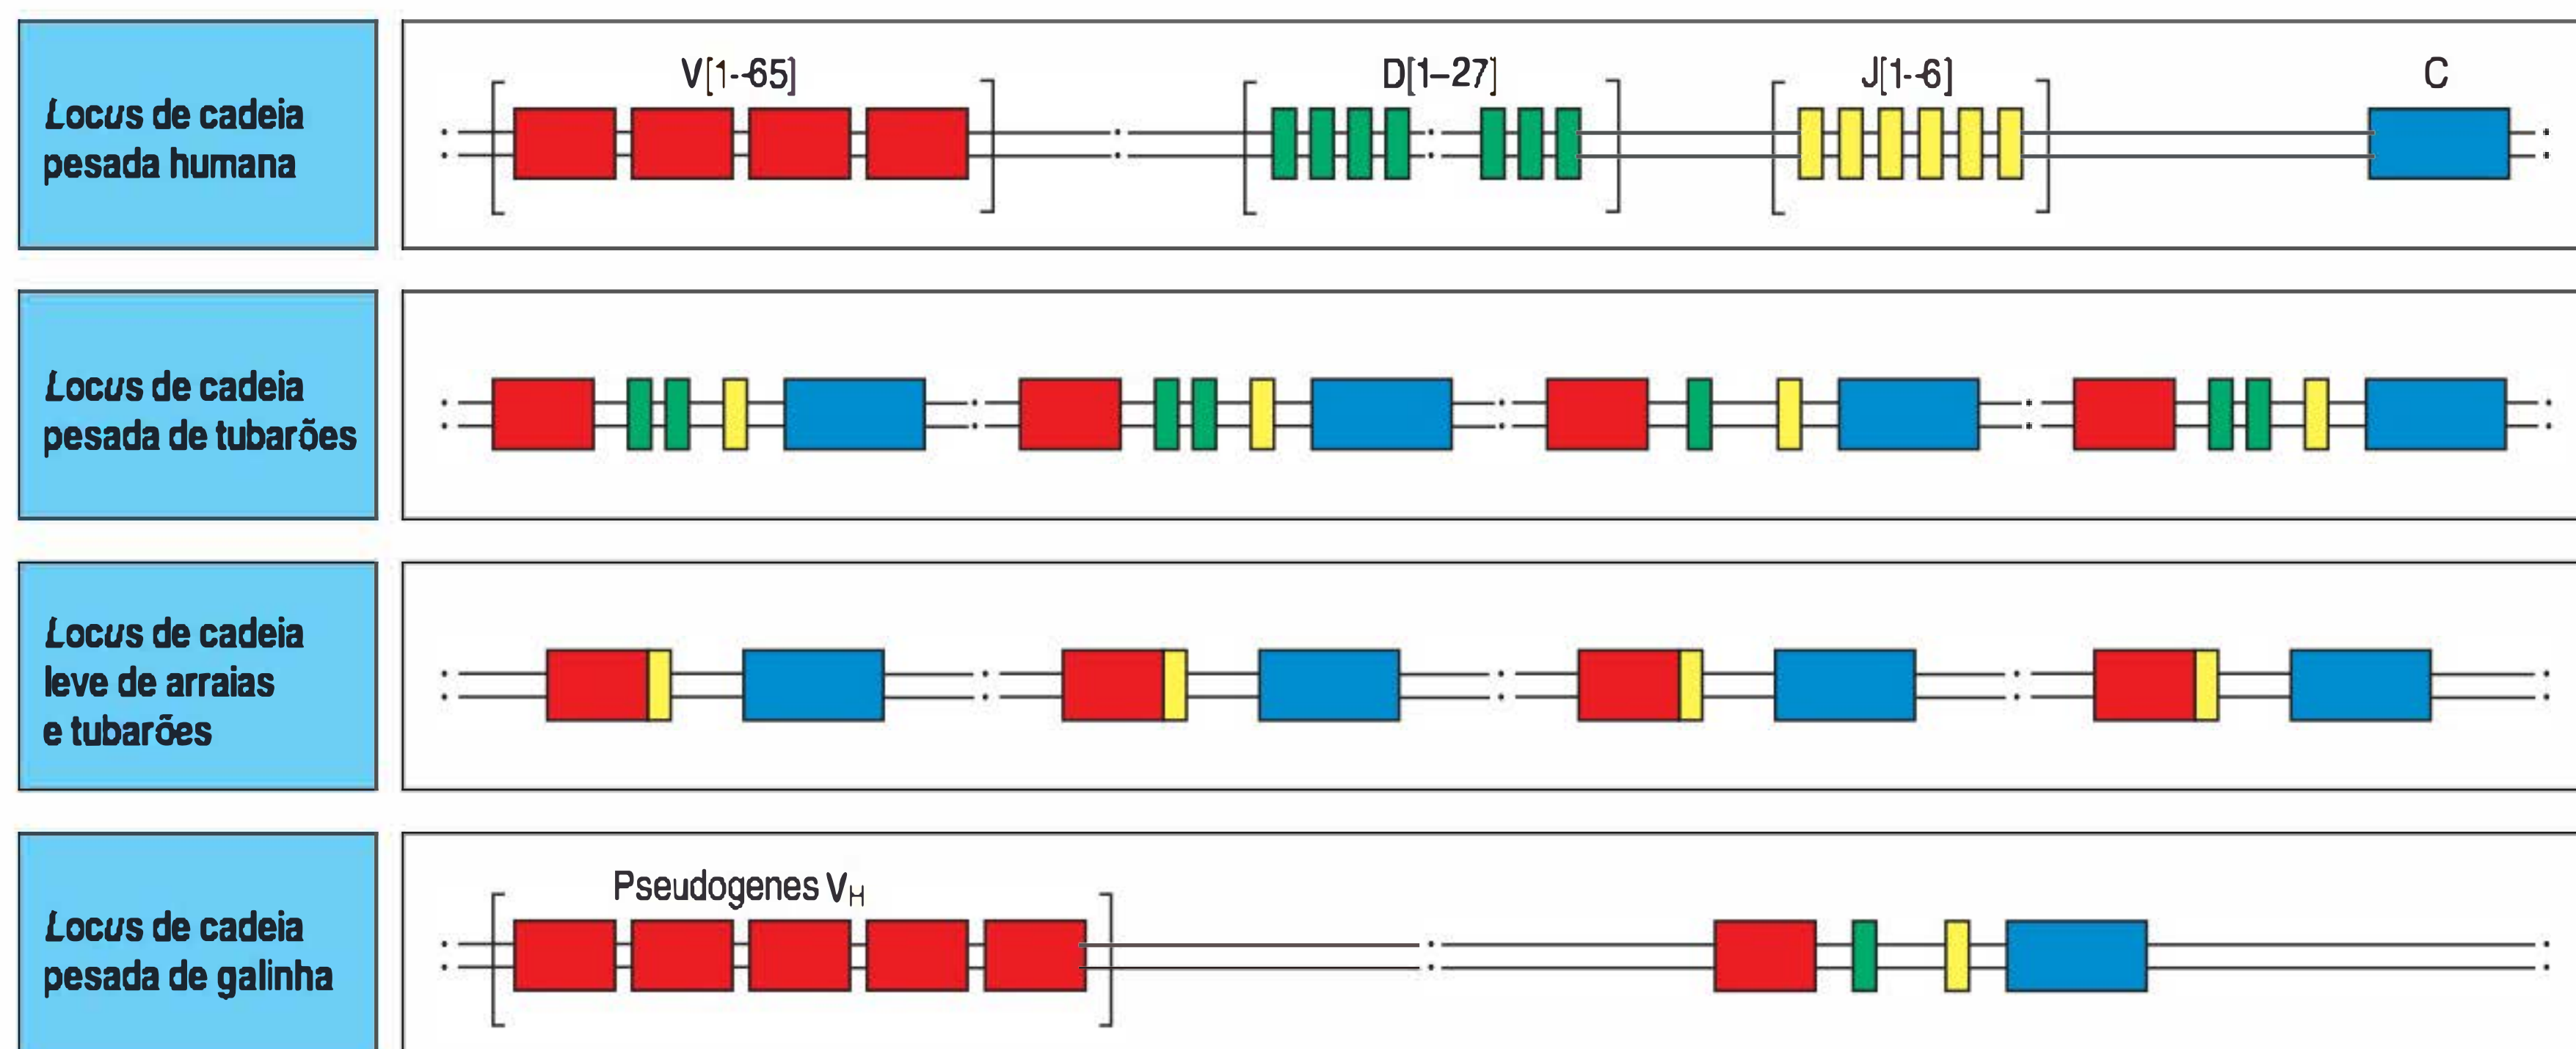 Locus de cadeia
pesada humana
V[1--65]
D[1–27]
J[1-6]
C
Locus de cadeia
pesada de tubarões
Locus de cadeia
leve de arraias
e tubarões
Locus de cadeia
pesada de galinha
Pseudogenes VH